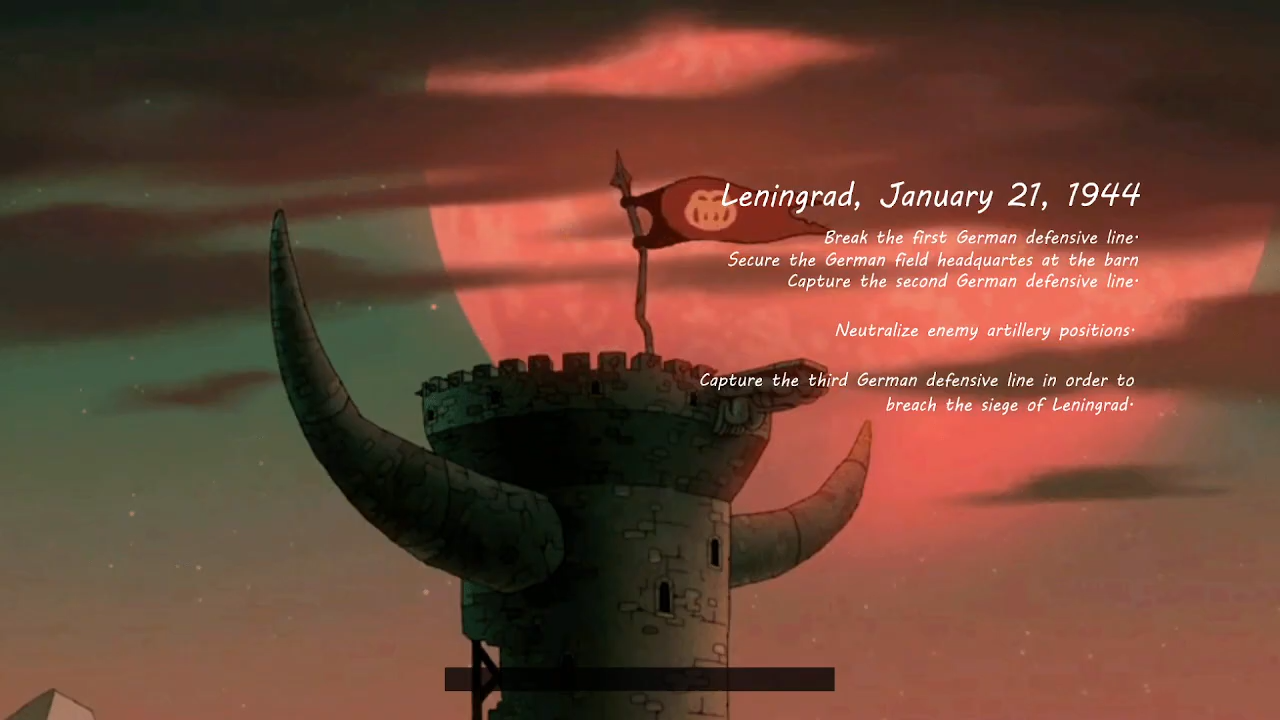 Leningrad, January 21, 1944
Break the first German defensive line.
Secure the German field headquartes at the barn
Capture the second German defensive line.
Neutralize enemy artillery positions.
Capture the third German defensive line in order to
breach the siege of Leningrad.